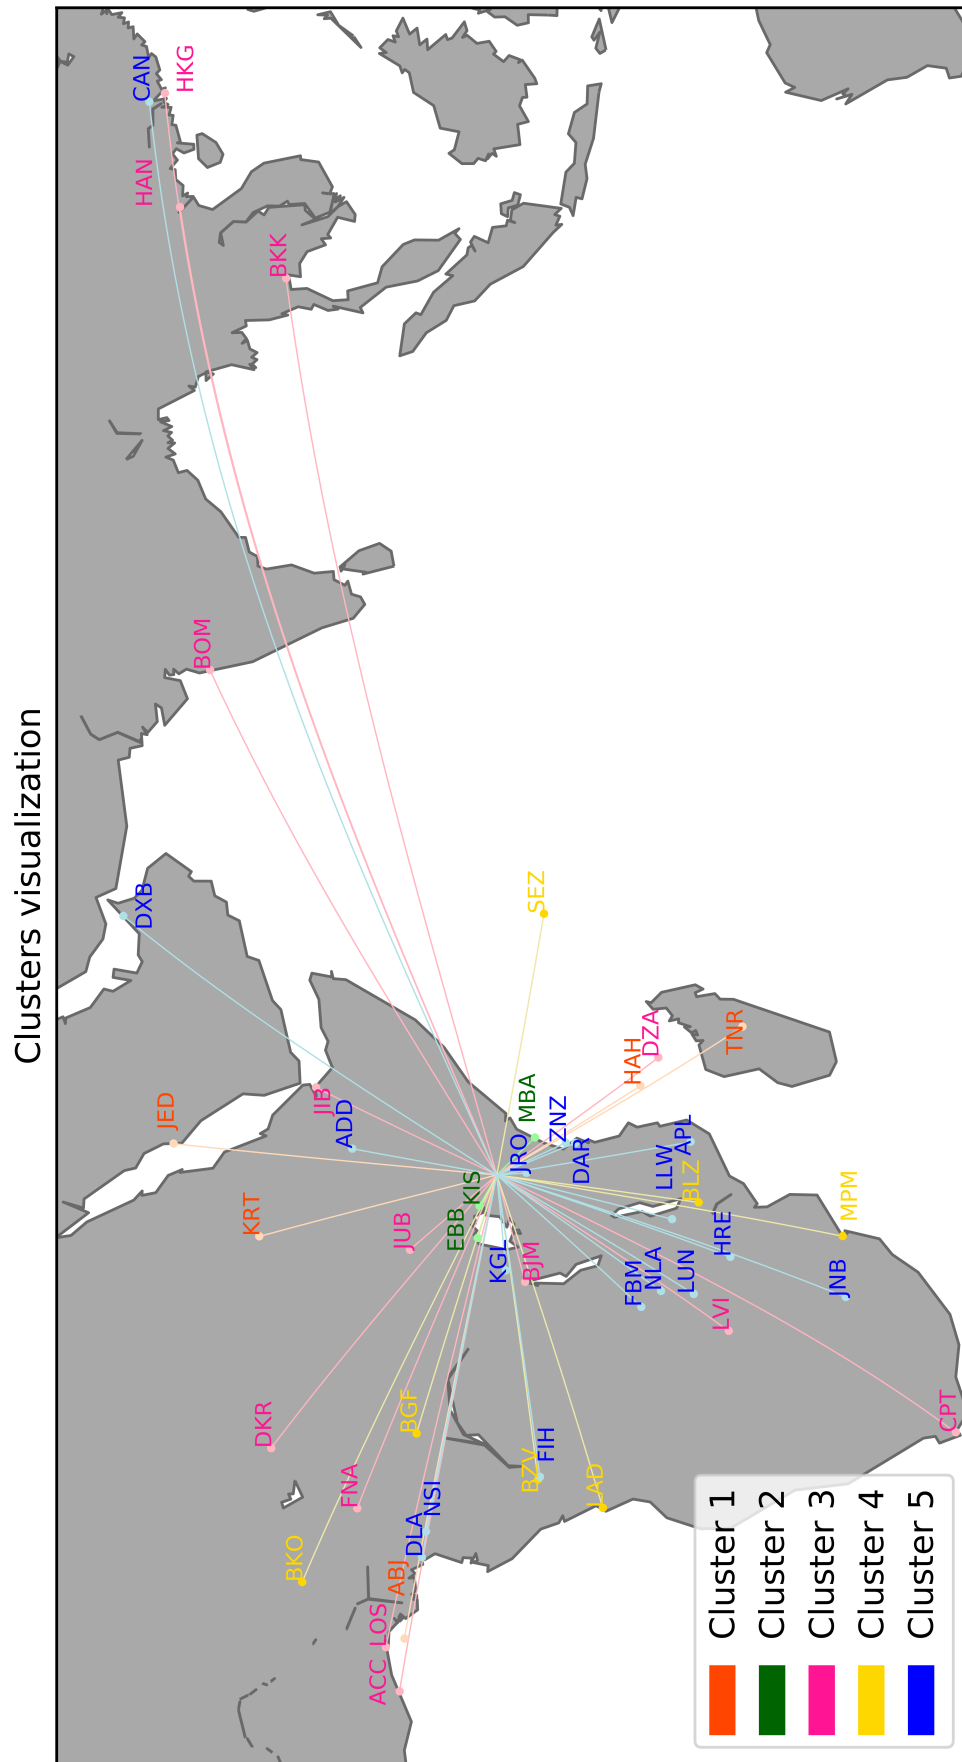 Clusters visualization
CAN
HKG
HAN
BKK
BOM
DXB
SEZ
JED
JIB
ADD
KRT
JUB
MBA
ZNZ
DAR
JRO
KIS
EBB
KGL
BJM
HAH
DZA
TNR
APL
LLW
BLZ
MPM
HRE
JNB
FBM
NLA
LUN
LVI
CPT
DKR
BGF
FNA
BKO
BZV
FIH
LAD
NSI
DLA
ABJ
LOS
ACC
Cluster 1
Cluster 2
Cluster 3
Cluster 4
Cluster 5